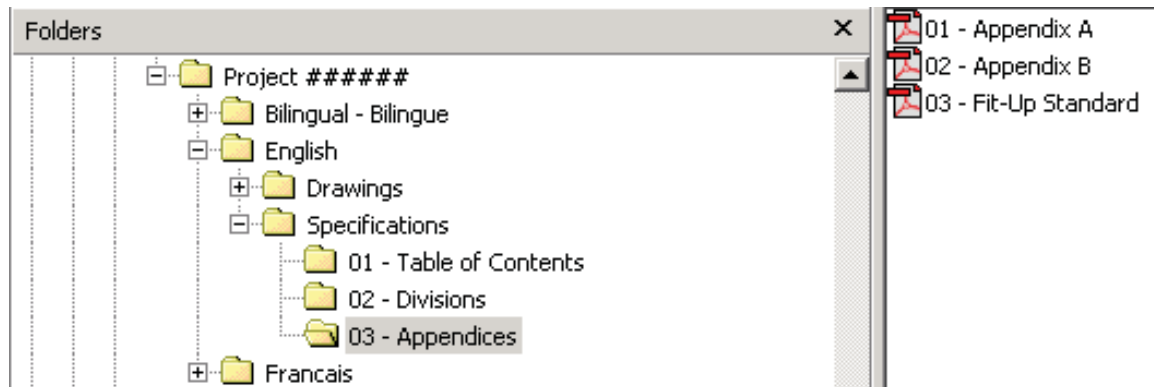 Folders
Project ######
Bilingual - Bilingue
English
Drawings
Specifications
01 - Table of Contents
02 - Divisions
03 - Appendices
Francais
01 - Appendix A
02 - Appendix B
03 - Fit-Up Standard